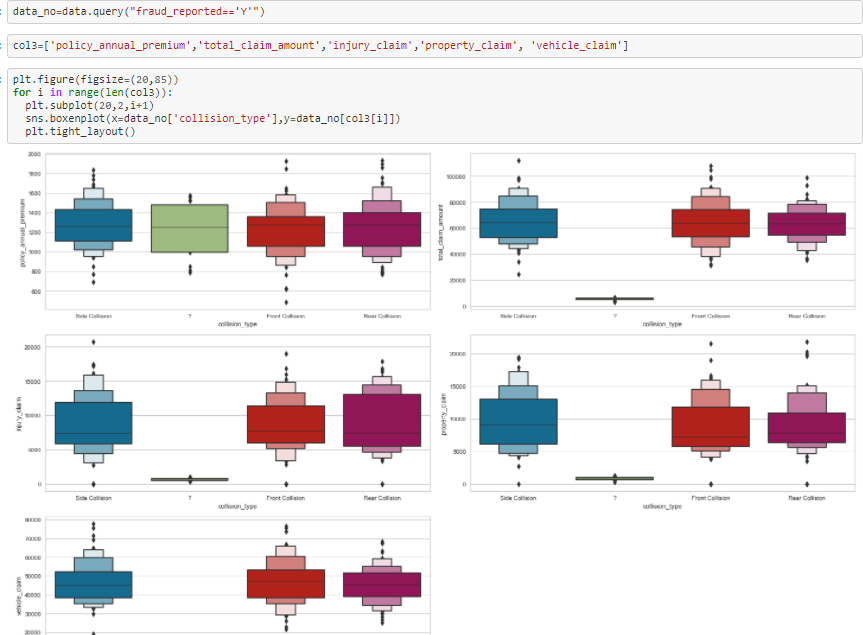 data_no=data.query("fraud_reported=='Y'")
col3=['policy_annual_premium','total_claim_amount','injury_claim','property_claim', 'vehicle_claim']
plt.figure(figsize=(20,85))
for i in range(len(col3)):
plt.subplot(20,2,i+1)
sns.boxenplot(x=data_no['collision_type'],y=data_no[col3[i]])
plt.tight_layout()
2000
1800
1600
1400
1200
1000
800
600
policy_annual_premium
Side Collision ? Front Collision Rear Collision
collision_type
100000
80000
60000
40000
20000
0
total_claim_amount
Side Collision ? Front Collision Rear Collision
collision_type
20000
15000
10000
5000
0
injury_claim
Side Collision ? Front Collision Rear Collision
collision_type
20000
15000
10000
5000
0
property_claim
Side Collision ? Front Collision Rear Collision
collision_type
80000
70000
60000
50000
40000
30000
20000
vehicle_claim